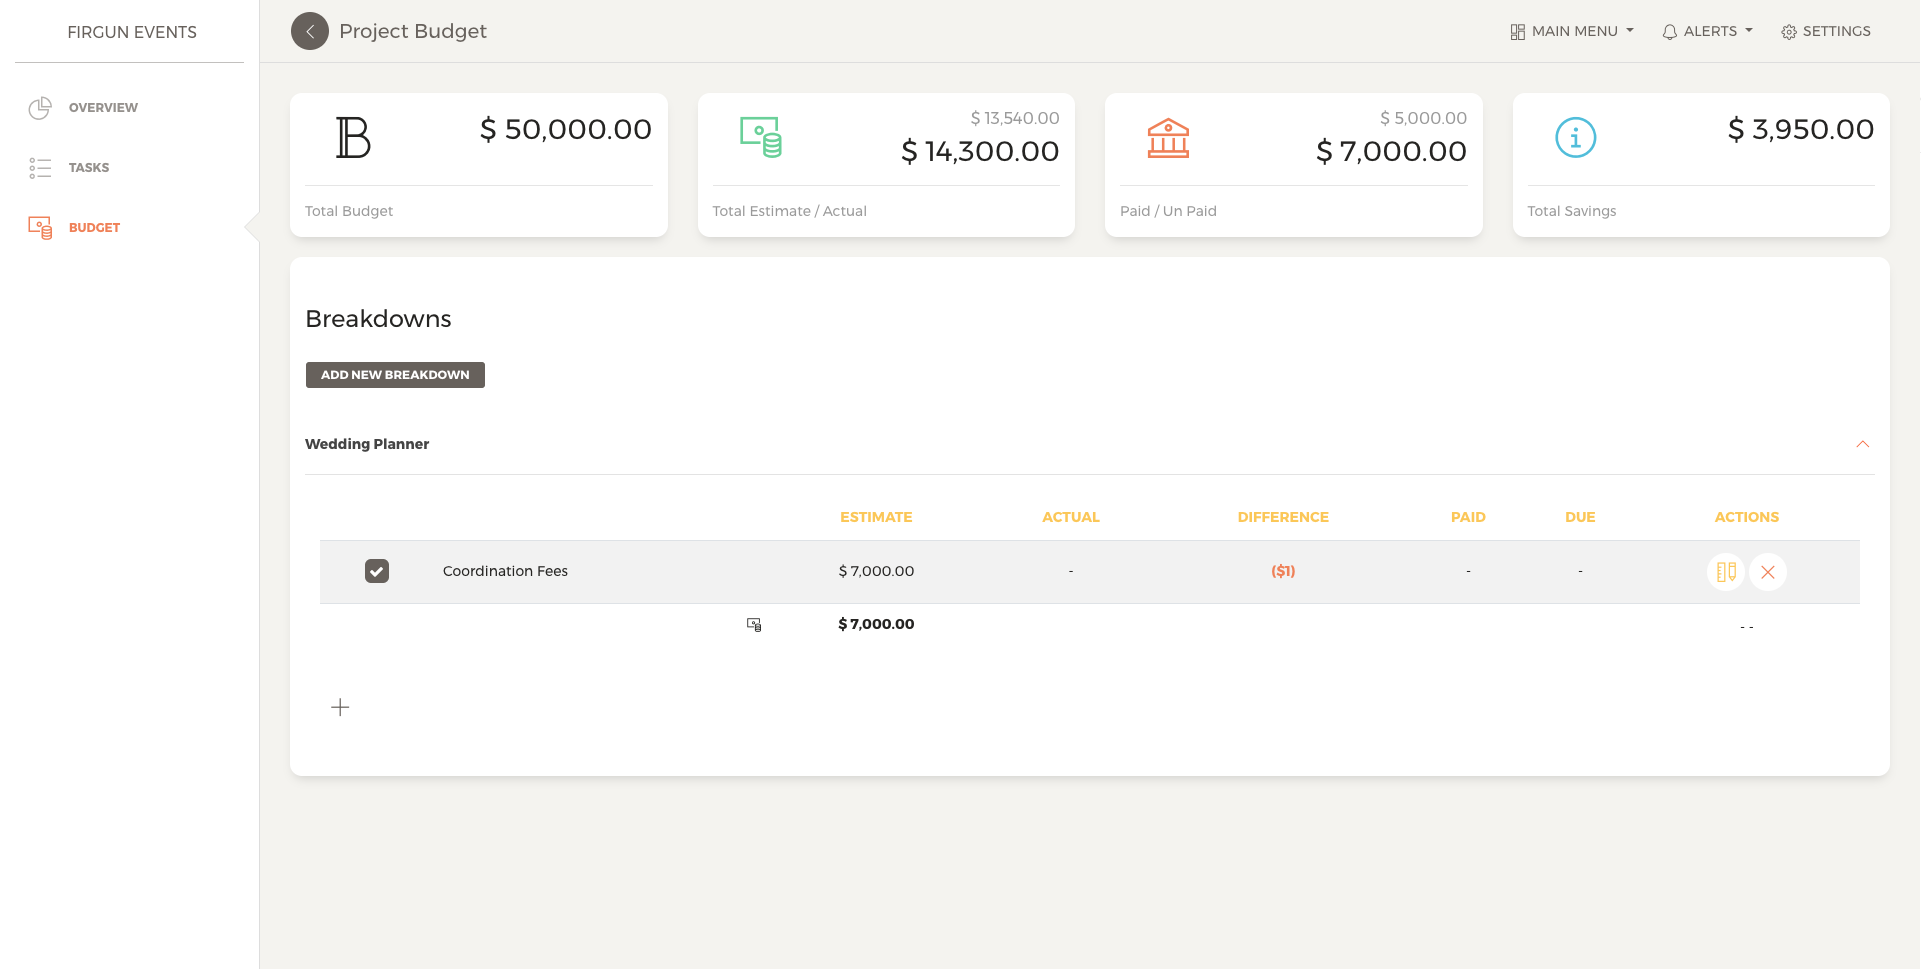 FIRGUN EVENTS
OVERVIEW
TASKS
BUDGET
Project Budget
MAIN MENU
ALERTS
SETTINGS
$ 50,000.00
Total Budget
$ 13,540.00
$ 14,300.00
Total Estimate / Actual
$ 5,000.00
$ 7,000.00
Paid / Un Paid
$ 3,950.00
Total Savings
Breakdowns
ADD NEW BREAKDOWN
Wedding Planner
ESTIMATE ACTUAL DIFFERENCE PAID DUE ACTIONS
Coordination Fees $ 7,000.00 - ($1) - -
$ 7,000.00 - -